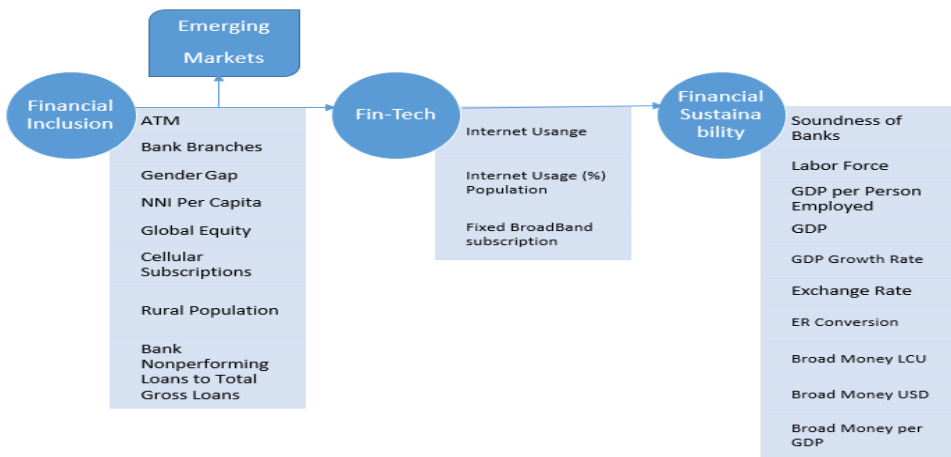 Emerging
Markets
Financial
Inclusion
ATM
Bank Branches
Gender Gap
NNI Per Capita
Global Equity
Cellular
Subscriptions
Rural Population
Bank
Nonperforming
Loans to Total
Gross Loans
Fin-Tech
Internet Usange
Internet Usage (%)
Population
Fixed BroadBand
subscription
Financial
Sustaina
bility
Soundness of
Banks
Labor Force
GDP per Person
Employed
GDP
GDP Growth Rate
Exchange Rate
ER Conversion
Broad Money LCU
Broad Money USD
Broad Money per
GDP